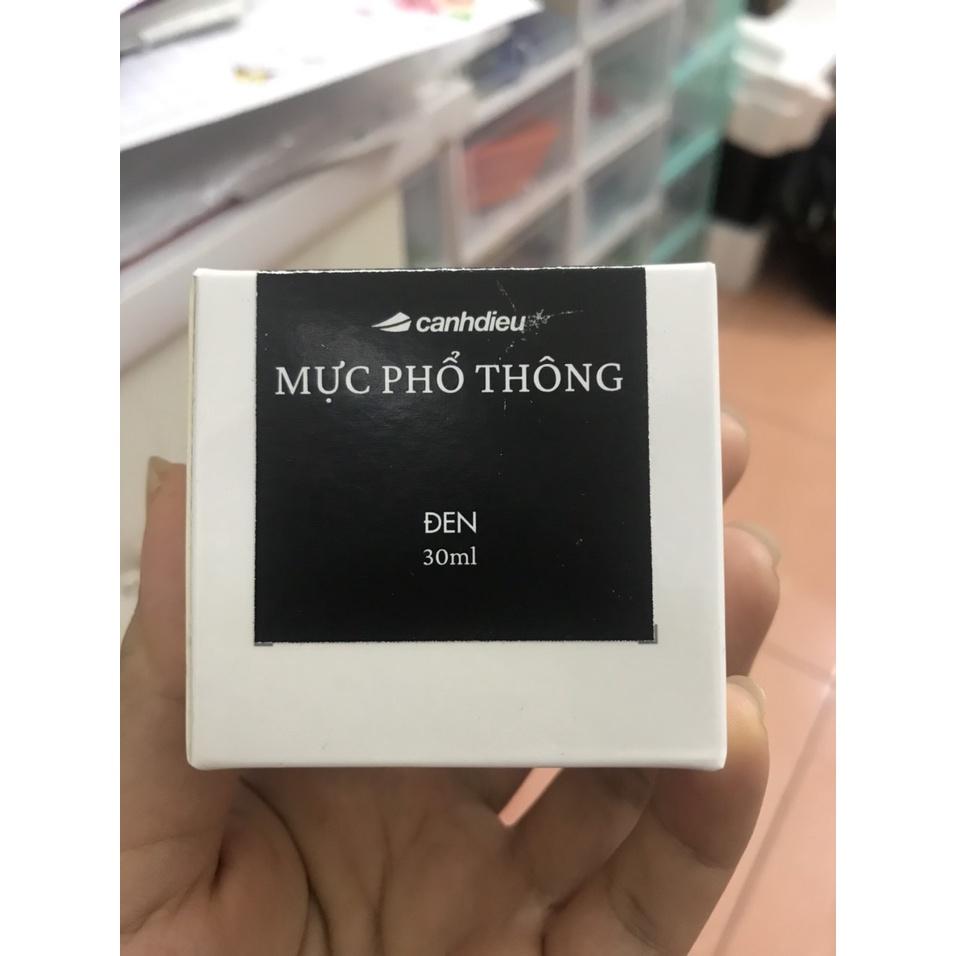 canhdieu
MỰC PHỔ THÔNG
ĐEN
30ml